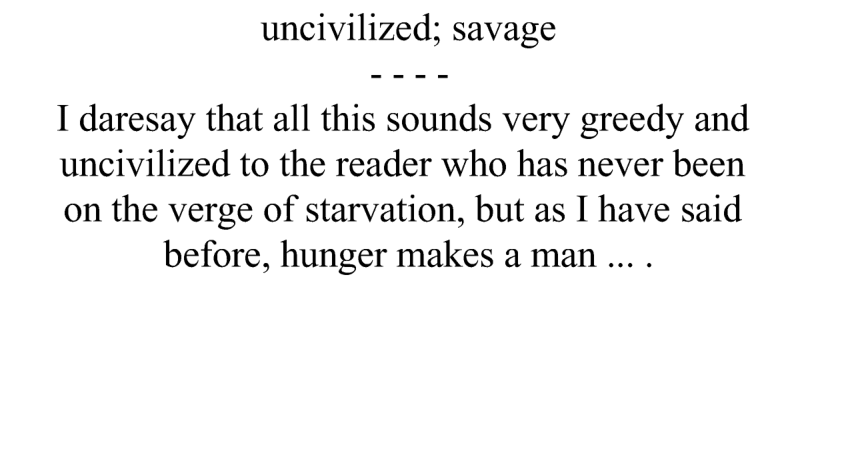 uncivilized; savage
- - - -
I daresay that all this sounds very greedy and
uncivilized to the reader who has never been
on the verge of starvation, but as I have said
before, hunger makes a man ... .